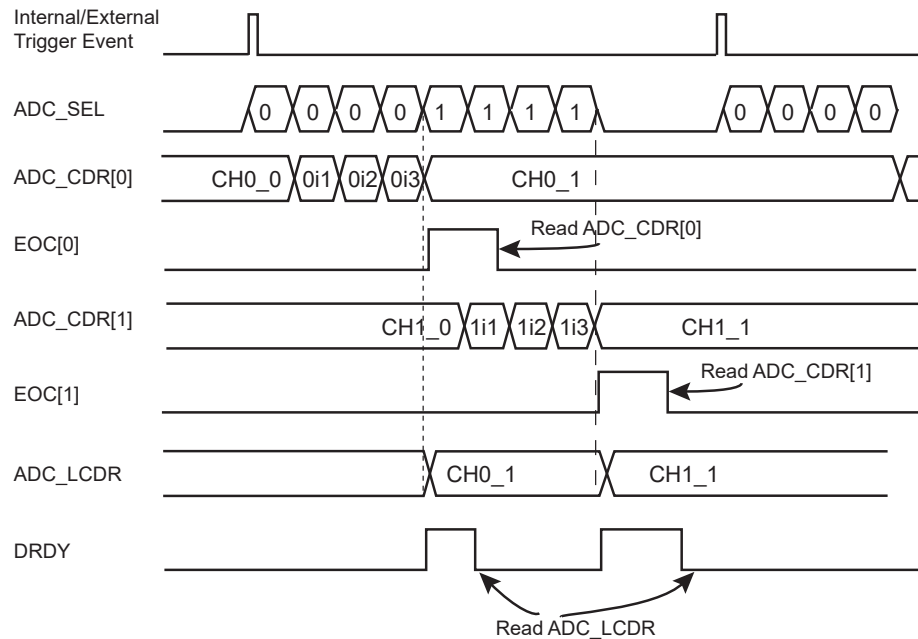 Internal/External
Trigger Event
ADC_SEL 0 0 0 0 1 1 1 1 0 0 0 0
ADC_CDR[0] CH0_0 0i1 0i2 0i3 CH0_1
EOC[0] Read ADC_CDR[0]
ADC_CDR[1] CH1_0 1i1 1i2 1i3 CH1_1
EOC[1] Read ADC_CDR[1]
ADC_LCDR CH0_1 CH1_1
DRDY
Read ADC_LCDR